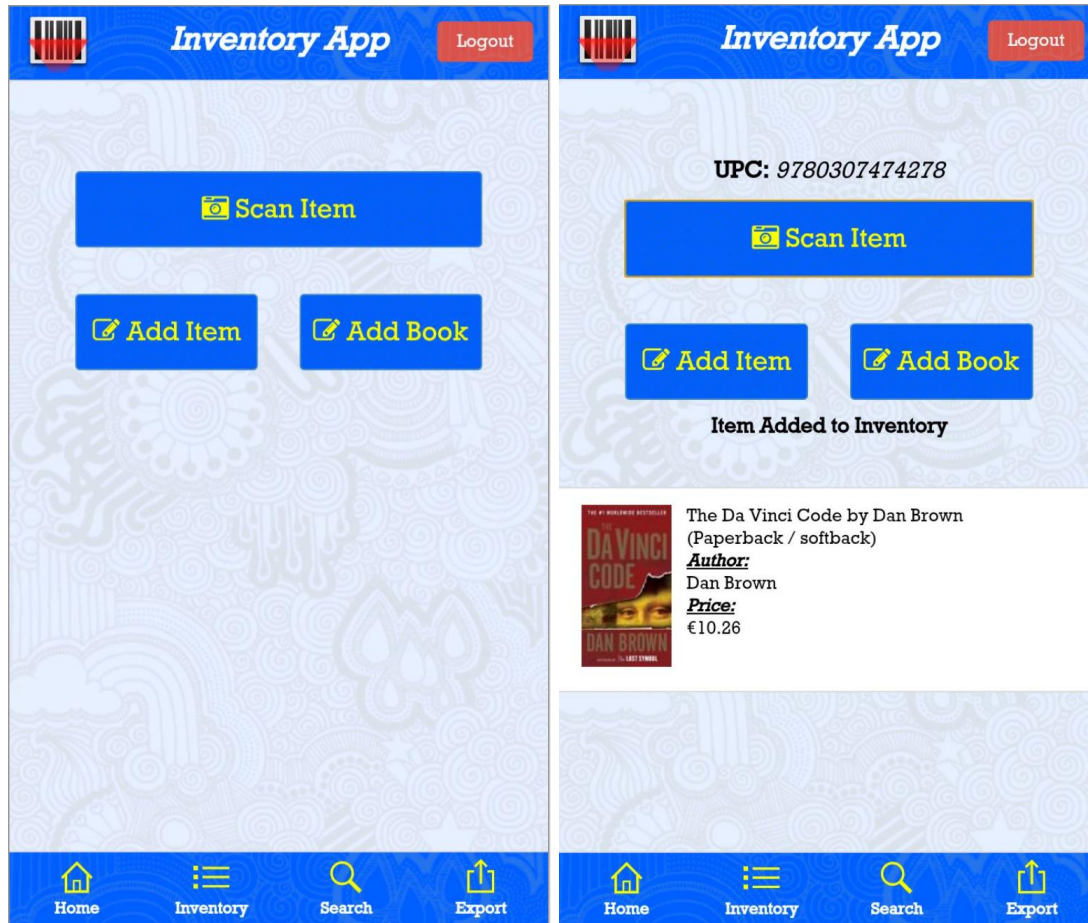 Inventory App
Logout
Scan Item
Add Item
Add Book
Home
Inventory
Search
Export
Inventory App
Logout
UPC: 9780307474278
Scan Item
Add Item
Add Book
Item Added to Inventory
THE #1 WORLDWIDE BESTSELLER
THE
DA VINCI
CODE
DAN BROWN
THE LOST SYMBOL
The Da Vinci Code by Dan Brown
(Paperback / softback)
Author:
Dan Brown
Price:
€10.26
Home
Inventory
Search
Export